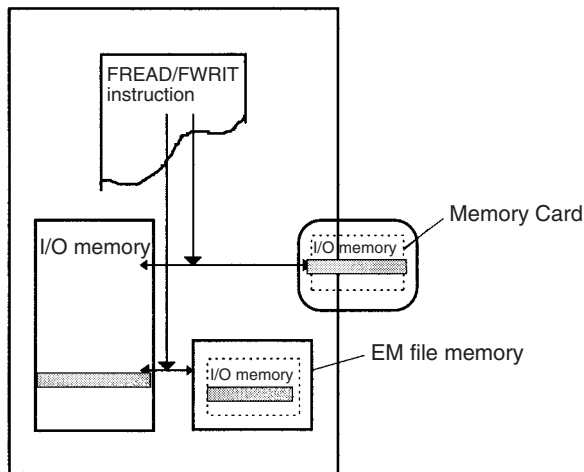 FREAD/FWRIT
instruction
Memory Card
I/O memory
I/O memory
EM file memory
I/O memory